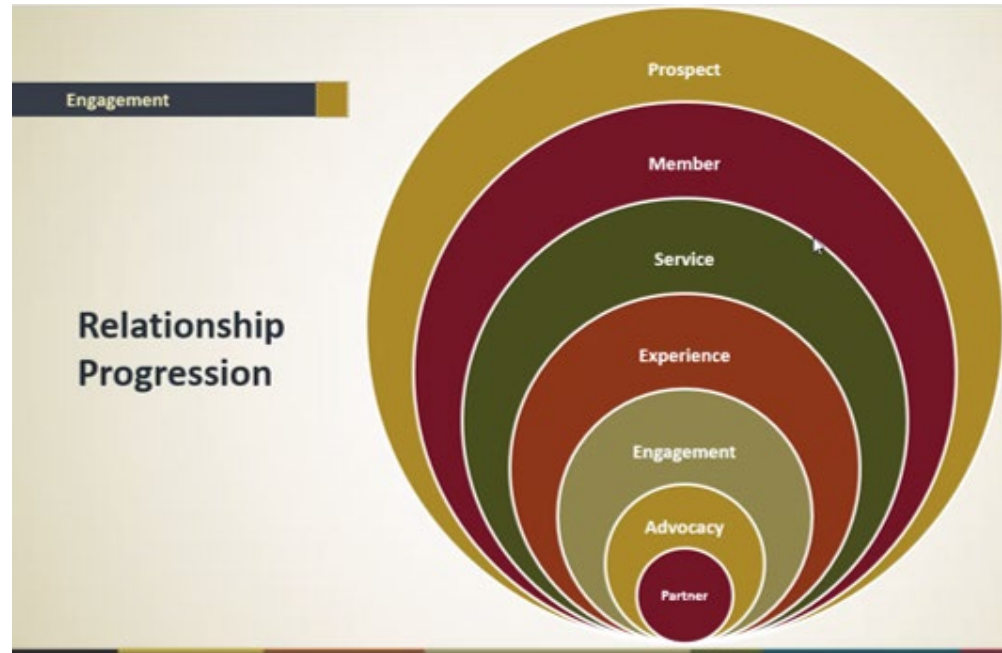 Engagement
Relationship
Progression
Prospect
Member
Service
Experience
Engagement
Advocacy
Partner